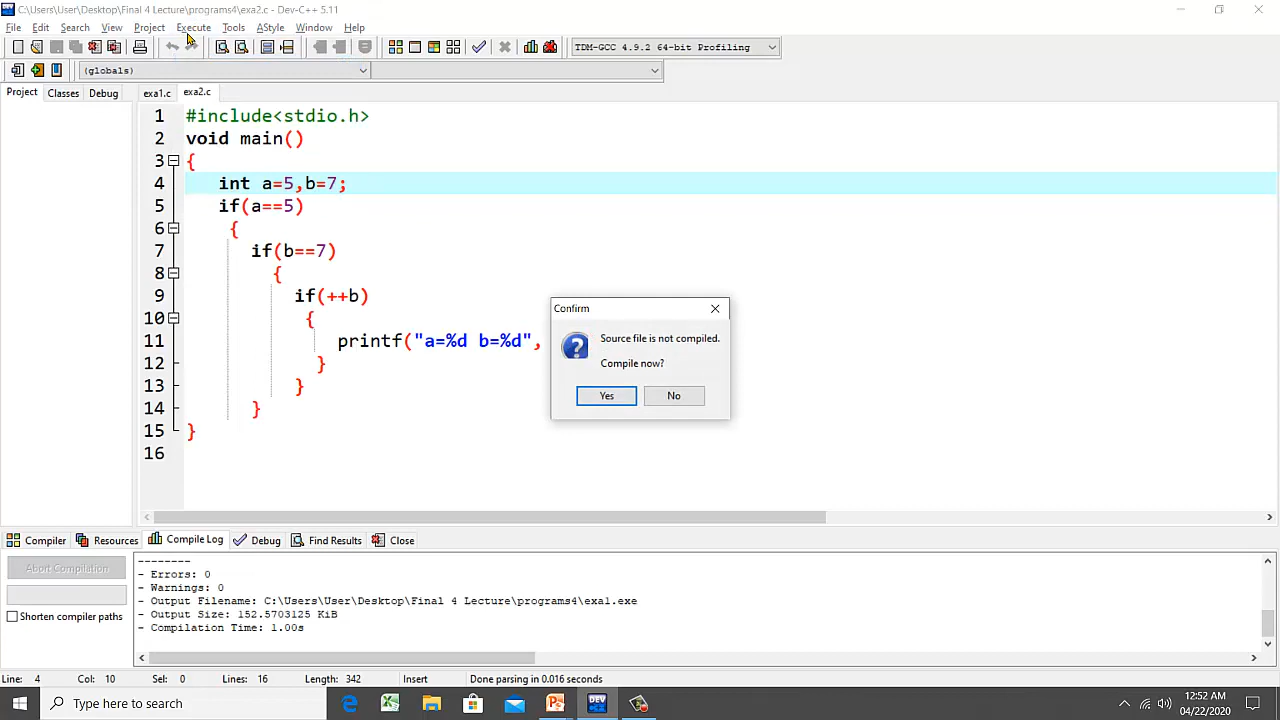 C:\Users\User\Desktop\Final 4 Lecture\programs4\exa2.c - Dev-C++ 5.11
File Edit Search View Project Execute Tools AStyle Window Help
TDM-GCC 4.9.2 64-bit Profiling
(globals)
Project Classes Debug exa1.c exa2.c
1 #include<stdio.h>
2 void main()
3 {
4 int a=5,b=7;
5 if(a==5)
6 {
7 if(b==7)
8 {
9 if(++b)
10 {
11 printf("a=%d b=%d",
12 }
13 }
14 }
15 }
16
Confirm
Source file is not compiled.
Compile now?
Yes No
Compiler Resources Compile Log Debug Find Results Close
Abort Compilation
Shorten compiler paths
--------
- Errors: 0
- Warnings: 0
- Output Filename: C:\Users\User\Desktop\Final 4 Lecture\programs4\exa1.exe
- Output Size: 152.5703125 KiB
- Compilation Time: 1.00s
Line: 4 Col: 10 Sel: 0 Lines: 16 Length: 342 Insert Done parsing in 0.016 seconds
Type here to search
12:52 AM
04/22/2020